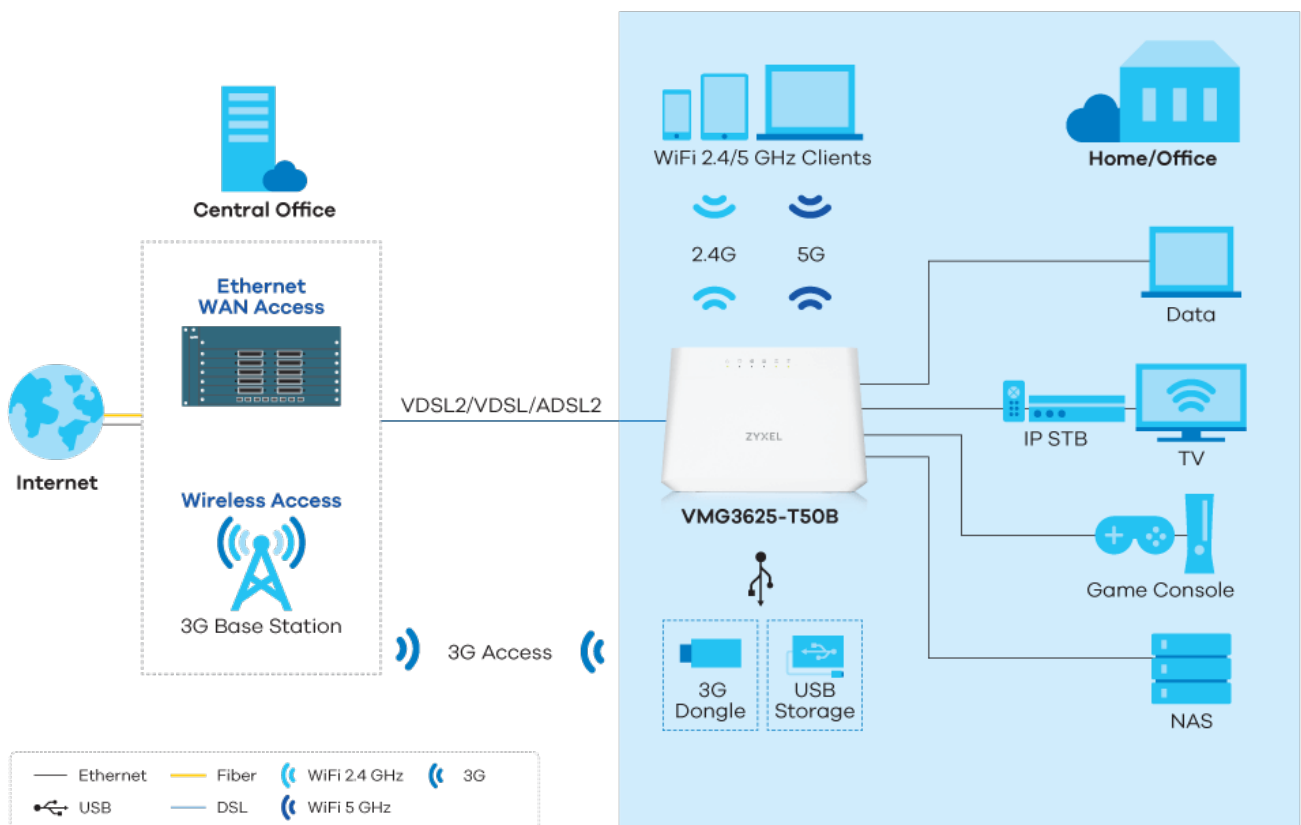 Central Office
Ethernet
WAN Access
Internet
Wireless Access
3G Base Station
VDSL2/VDSL/ADSL2
3G Access
WiFi 2.4/5 GHz Clients
2.4G
5G
ZYXEL
VMG3625-T50B
3G
Dongle
USB
Storage
Home/Office
Data
IP STB
TV
Game Console
NAS
Ethernet
Fiber
WiFi 2.4 GHz
3G
USB
DSL
WiFi 5 GHz